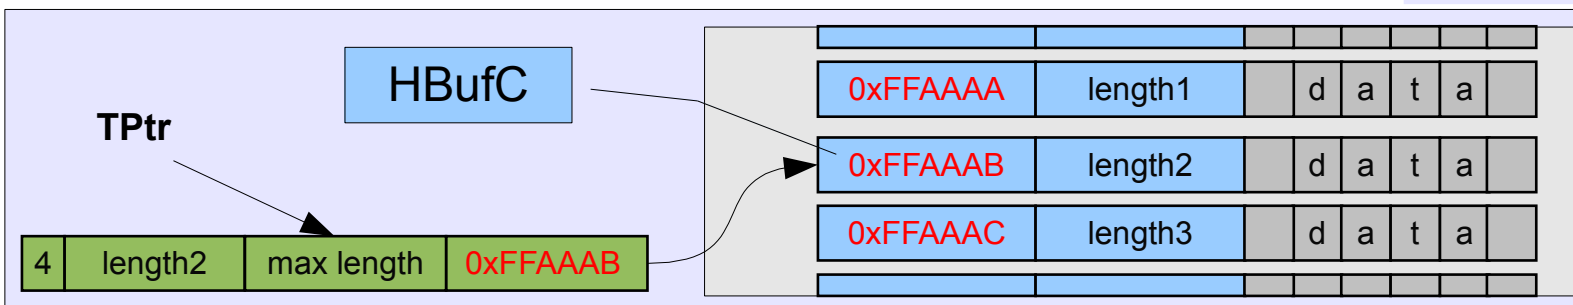 HBufC
TPtr
4 length2 max length 0xFFAAAB
0xFFAAAA length1 d a t a
0xFFAAAB length2 d a t a
0xFFAAAC length3 d a t a